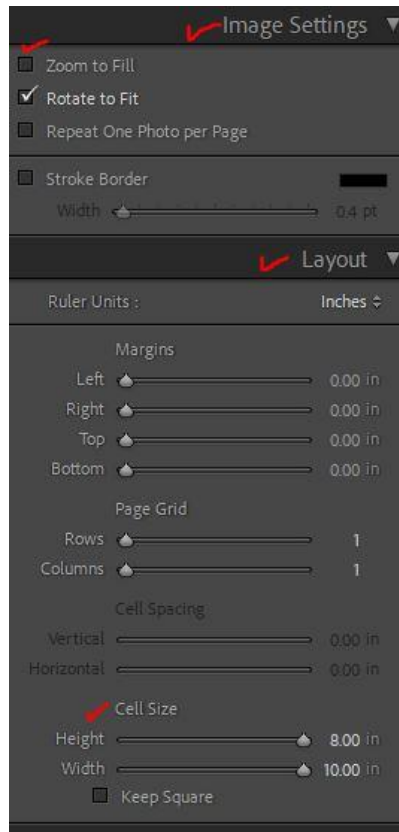 Image Settings
Zoom to Fill
Rotate to Fit
Repeat One Photo per Page
Stroke Border
Width 0.4 pt
Layout
Ruler Units : Inches
Margins
Left 0.00 in
Right 0.00 in
Top 0.00 in
Bottom 0.00 in
Page Grid
Rows 1
Columns 1
Cell Spacing
Vertical 0.00 in
Horizontal 0.00 in
Cell Size
Height 8.00 in
Width 10.00 in
Keep Square